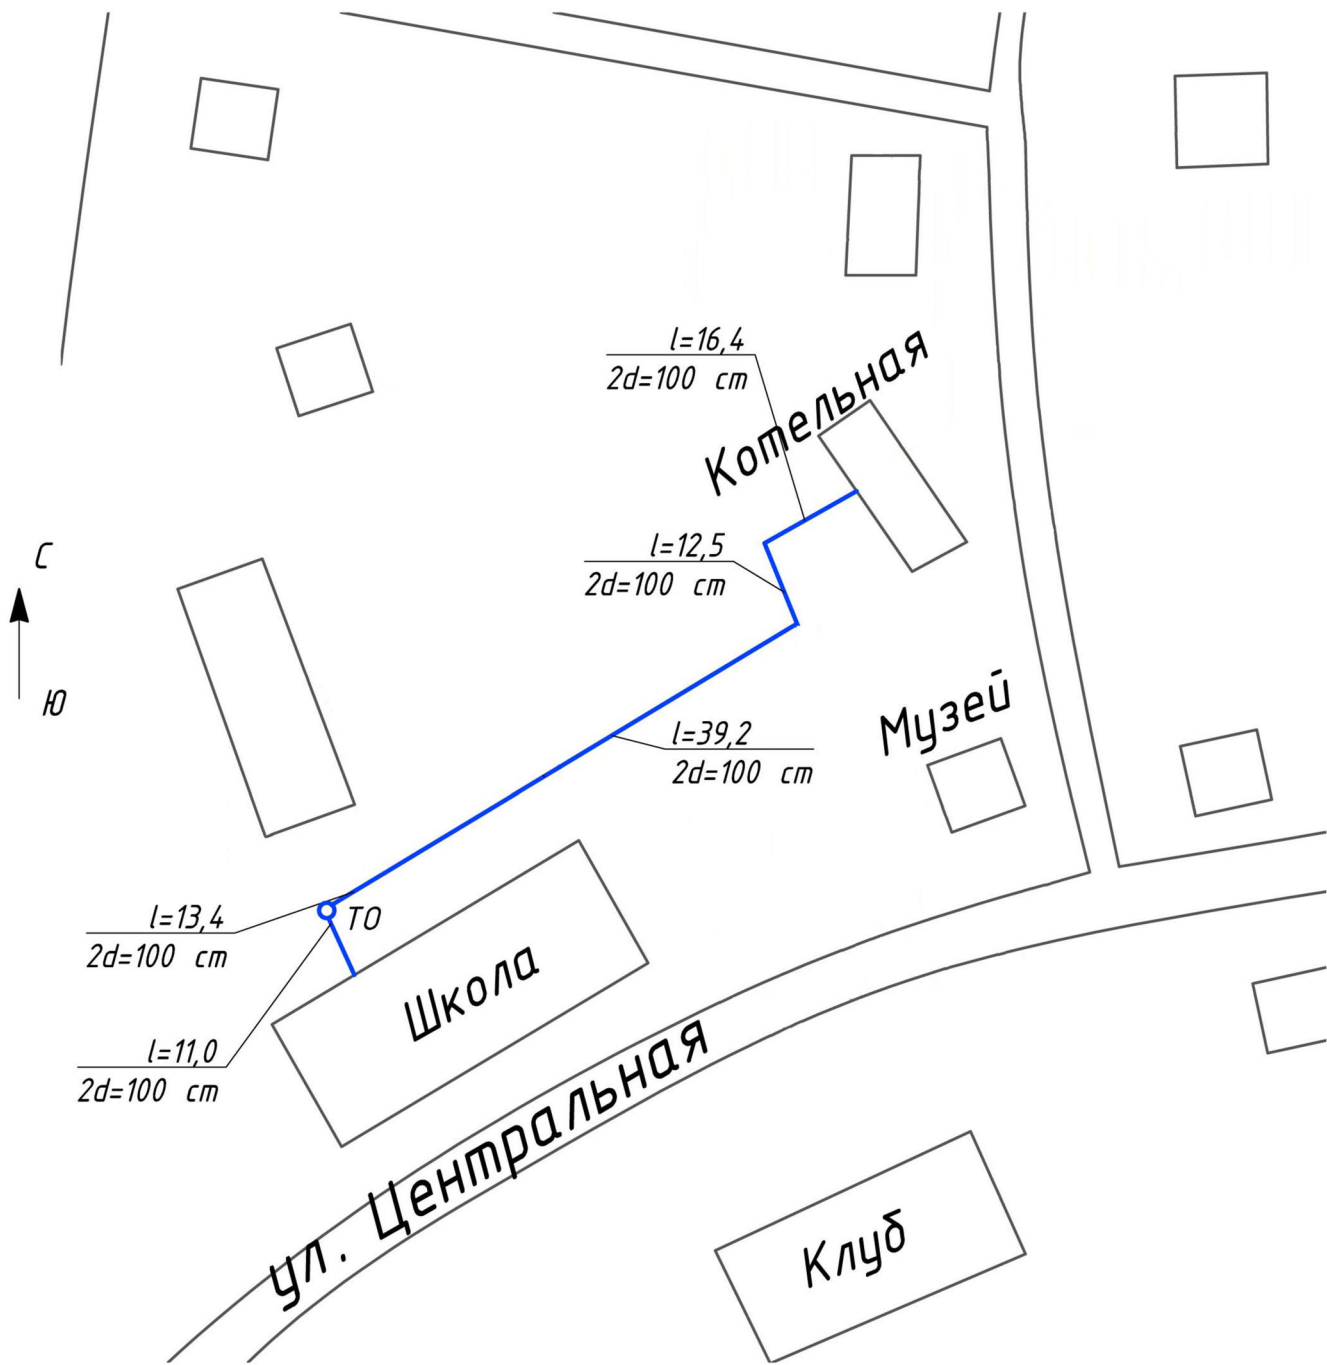 l=16,4
2d=100 cm
Котельная
l=12,5
2d=100 cm
С
Ю
Музей
l=39,2
2d=100 cm
l=13,4
2d=100 cm
ТО
Школа
l=11,0
2d=100 cm
ул. Центральная
Клуб